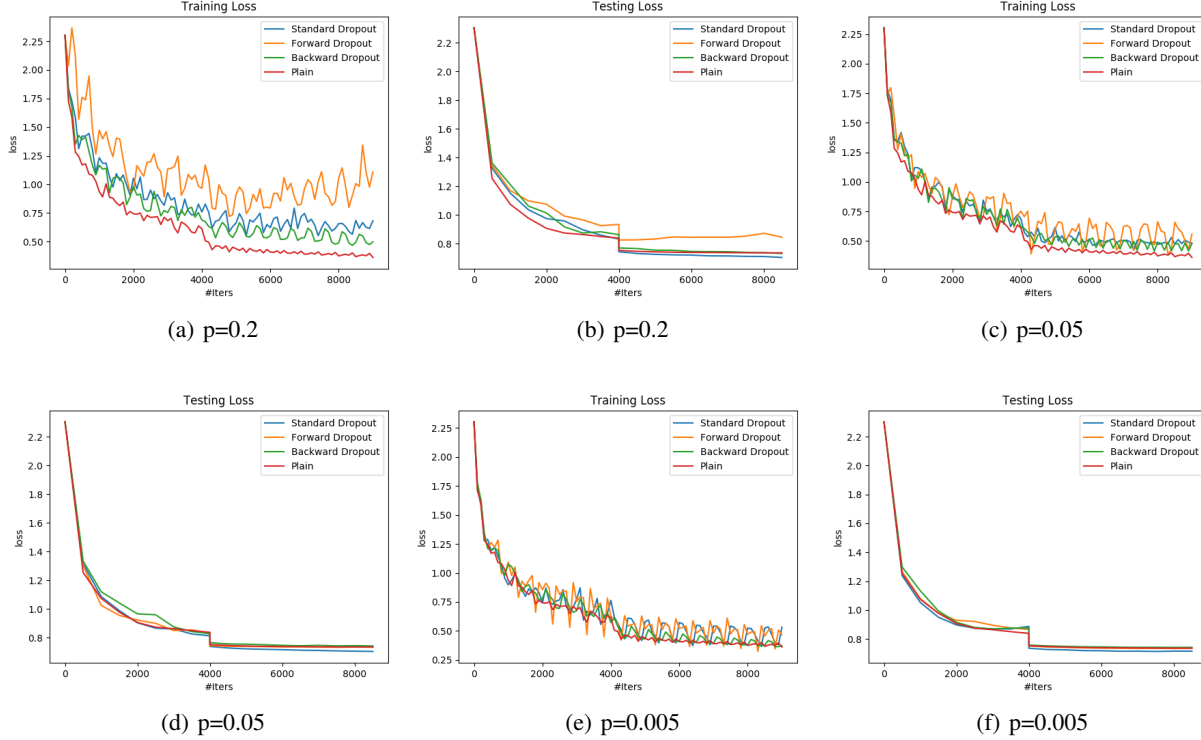 Training Loss
2.25
2.00
1.75
1.50
1.25
1.00
0.75
0.50
loss
0
2000
4000
6000
8000
#Iters
Standard Dropout
Forward Dropout
Backward Dropout
Plain
(a) p=0.2
Testing Loss
2.2
2.0
1.8
1.6
1.4
1.2
1.0
0.8
loss
0
2000
4000
6000
8000
#Iters
Standard Dropout
Forward Dropout
Backward Dropout
Plain
(b) p=0.2
Training Loss
2.25
2.00
1.75
1.50
1.25
1.00
0.75
0.50
loss
0
2000
4000
6000
8000
#Iters
Standard Dropout
Forward Dropout
Backward Dropout
Plain
(c) p=0.05
Testing Loss
2.2
2.0
1.8
1.6
1.4
1.2
1.0
0.8
loss
0
2000
4000
6000
8000
#Iters
Standard Dropout
Forward Dropout
Backward Dropout
Plain
(d) p=0.05
Training Loss
2.25
2.00
1.75
1.50
1.25
1.00
0.75
0.50
0.25
loss
0
2000
4000
6000
8000
#Iters
Standard Dropout
Forward Dropout
Backward Dropout
Plain
(e) p=0.005
Testing Loss
2.2
2.0
1.8
1.6
1.4
1.2
1.0
0.8
loss
0
2000
4000
6000
8000
#Iters
Standard Dropout
Forward Dropout
Backward Dropout
Plain
(f) p=0.005